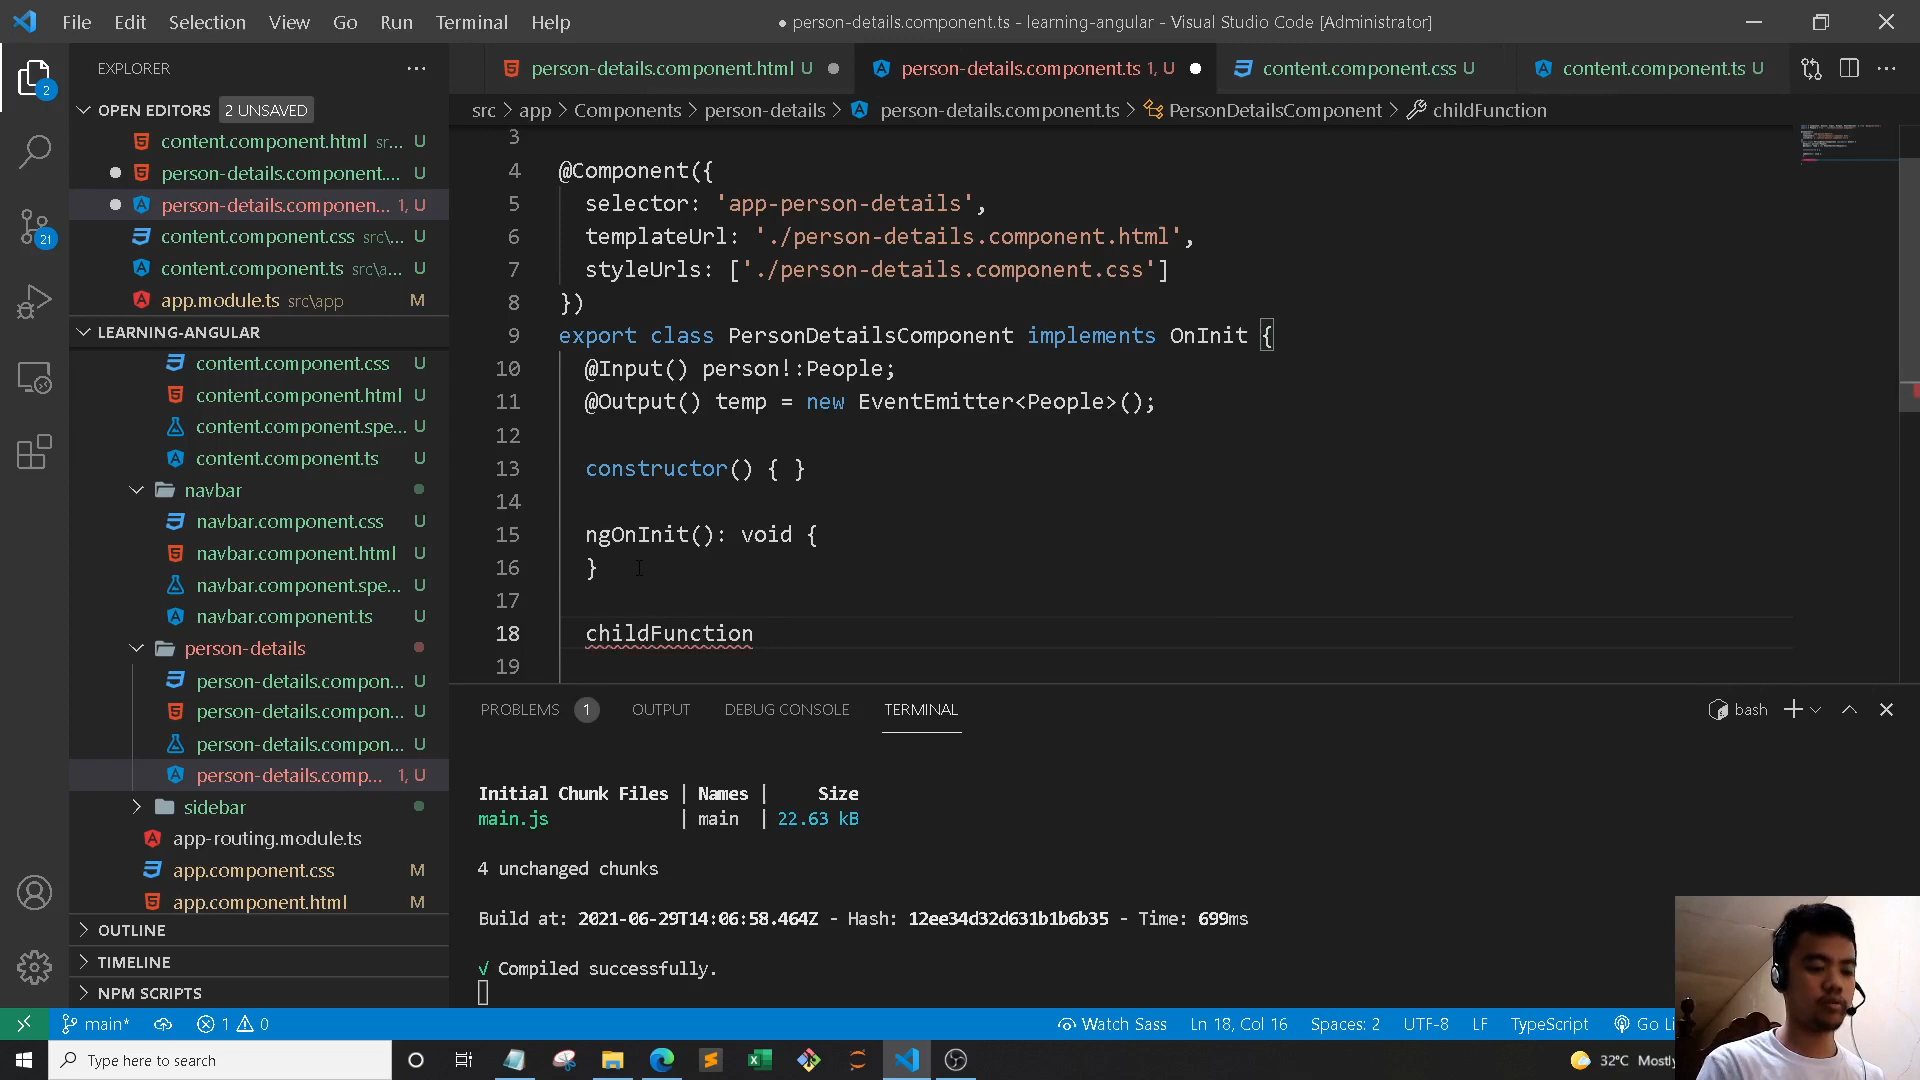 File Edit Selection View Go Run Terminal Help
● person-details.component.ts - learning-angular - Visual Studio Code [Administrator]
EXPLORER
person-details.component.html U
person-details.component.ts 1, U
content.component.css U
content.component.ts U
OPEN EDITORS 2 UNSAVED
src > app > Components > person-details > person-details.component.ts > PersonDetailsComponent > childFunction
content.component.html sr... U
person-details.component.... U
person-details.componen... 1, U
content.component.css src\... U
content.component.ts src\a... U
app.module.ts src\app M
LEARNING-ANGULAR
content.component.css U
content.component.html U
content.component.spe... U
content.component.ts U
navbar
navbar.component.css U
navbar.component.html U
navbar.component.spe... U
navbar.component.ts U
person-details
person-details.compon... U
person-details.compon... U
person-details.compon... U
person-details.comp... 1, U
sidebar
app-routing.module.ts
app.component.css M
app.component.html M
OUTLINE
TIMELINE
NPM SCRIPTS
2
21
3
4 @Component({
5 selector: 'app-person-details',
6 templateUrl: './person-details.component.html',
7 styleUrls: ['./person-details.component.css']
8 })
9 export class PersonDetailsComponent implements OnInit {
10 @Input() person!:People;
11 @Output() temp = new EventEmitter<People>();
12
13 constructor() { }
14
15 ngOnInit(): void {
16 }
17
18 childFunction
19
PROBLEMS 1 OUTPUT DEBUG CONSOLE TERMINAL
bash
Initial Chunk Files | Names | Size
main.js | main | 22.63 kB
4 unchanged chunks
Build at: 2021-06-29T14:06:58.464Z - Hash: 12ee34d32d631b1b6b35 - Time: 699ms
√ Compiled successfully.
main* 1 0
Watch Sass Ln 18, Col 16 Spaces: 2 UTF-8 LF TypeScript Go Li
Type here to search
32°C Mostly